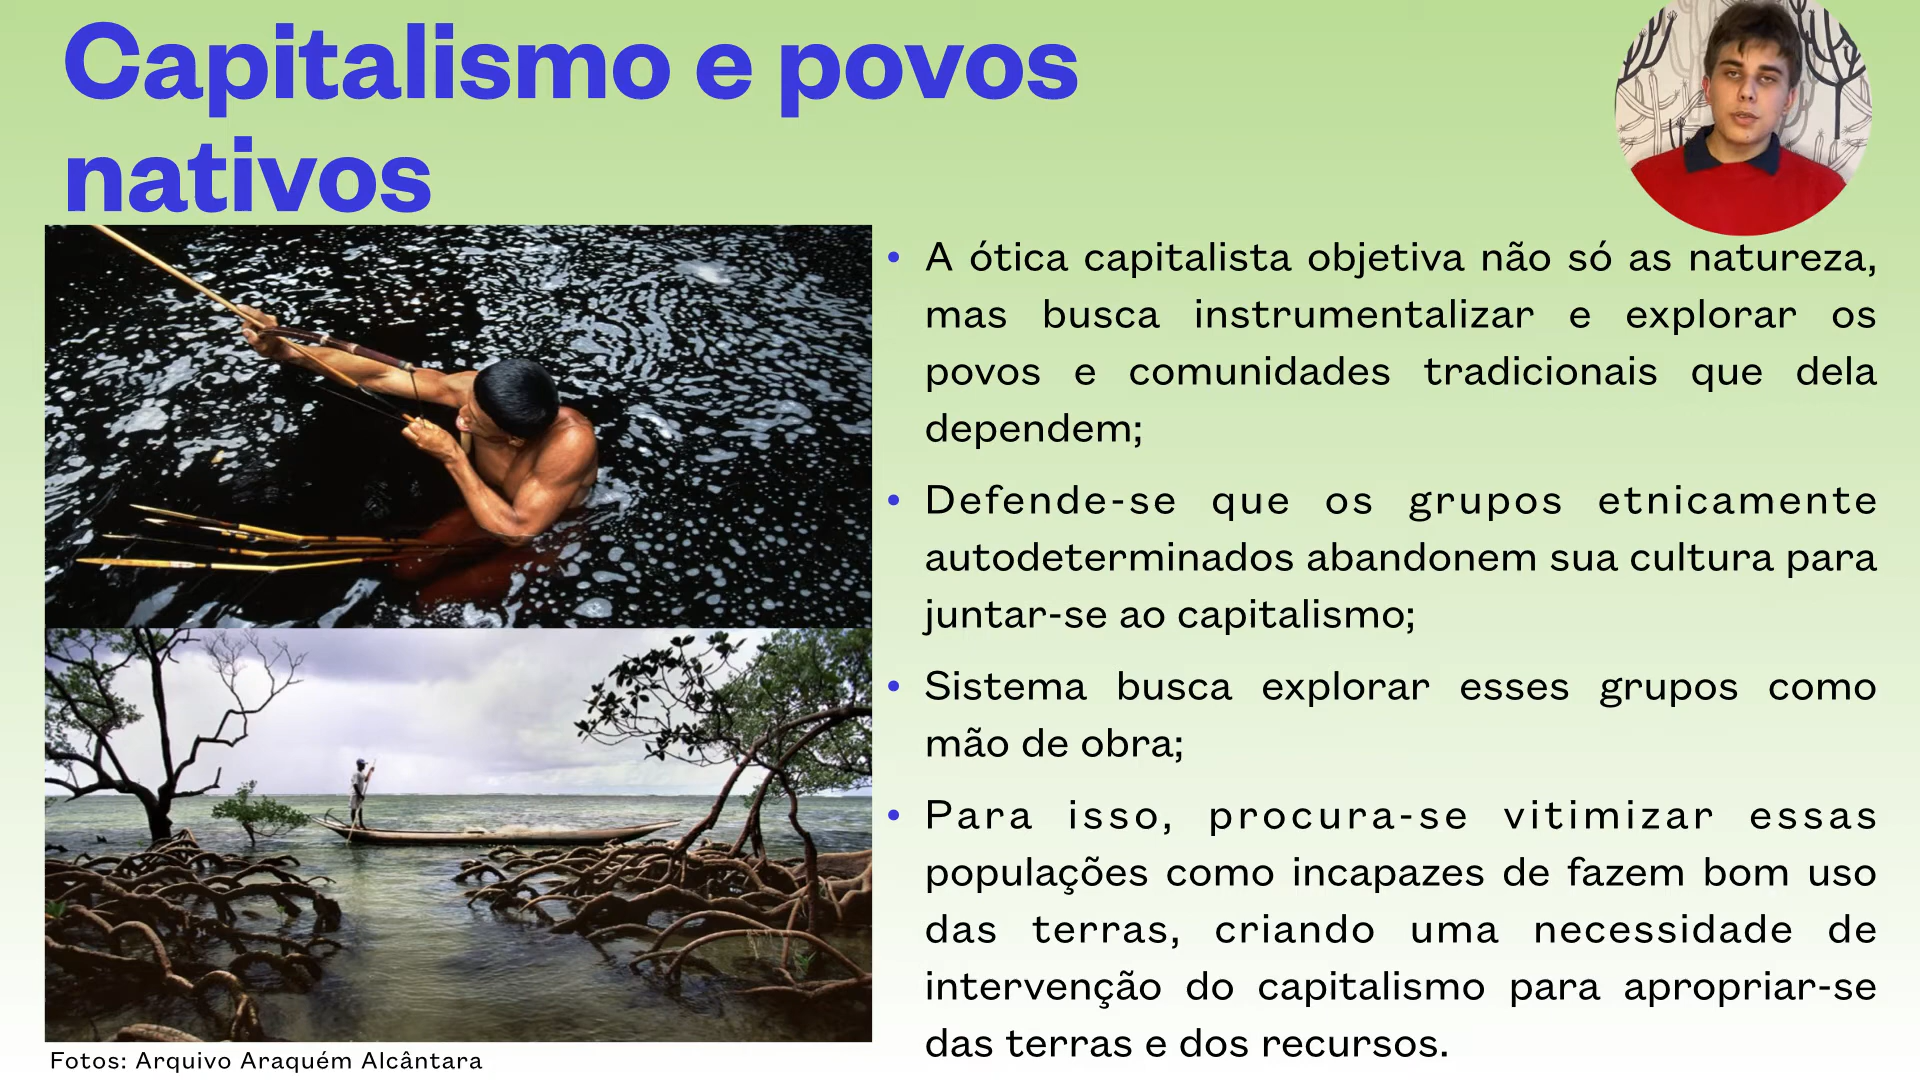 Capitalismo e povos
nativos
A ótica capitalista objetiva não só as natureza,
mas busca instrumentalizar e explorar os
povos e comunidades tradicionais que dela
dependem;
Defende-se que os grupos etnicamente
autodeterminados abandonem sua cultura para
juntar-se ao capitalismo;
Sistema busca explorar esses grupos como
mão de obra;
Para isso, procura-se vitimizar essas
populações como incapazes de fazem bom uso
das terras, criando uma necessidade de
intervenção do capitalismo para apropriar-se
das terras e dos recursos.
Fotos: Arquivo Araquém Alcântara